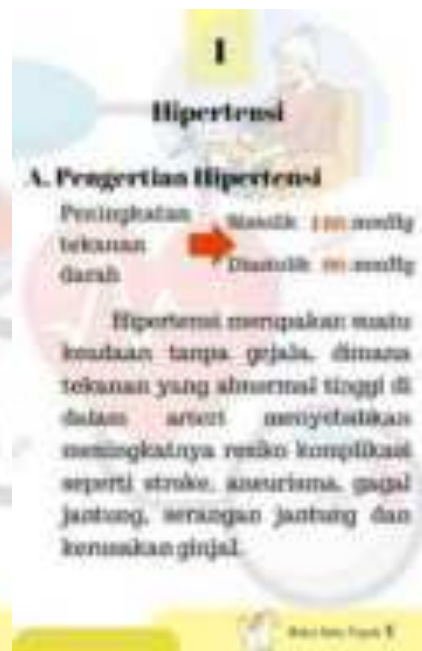 I
Hipertensi
A. Pengertian Hipertensi
Peningkatan
tekanan
darah
Sistolik mmHg
Diastolik mmHg
Hipertensi merupakan suatu
keadaan tanpa gejala, dimana
tekanan yang abnormal tinggi di
dalam arteri menyebabkan
meningkatnya resiko komplikasi
seperti stroke, aneurisma, gagal
jantung, serangan jantung dan
kerusakan ginjal.